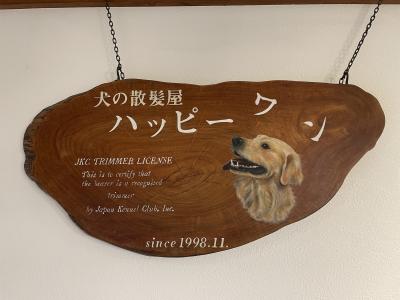 犬の散髪屋
ハッピーワン
JKC TRIMMER LICENSE
This is to certify that
the bearer is a recognized
trimmer
by Japan Kennel Club, Inc.
since 1998.11.